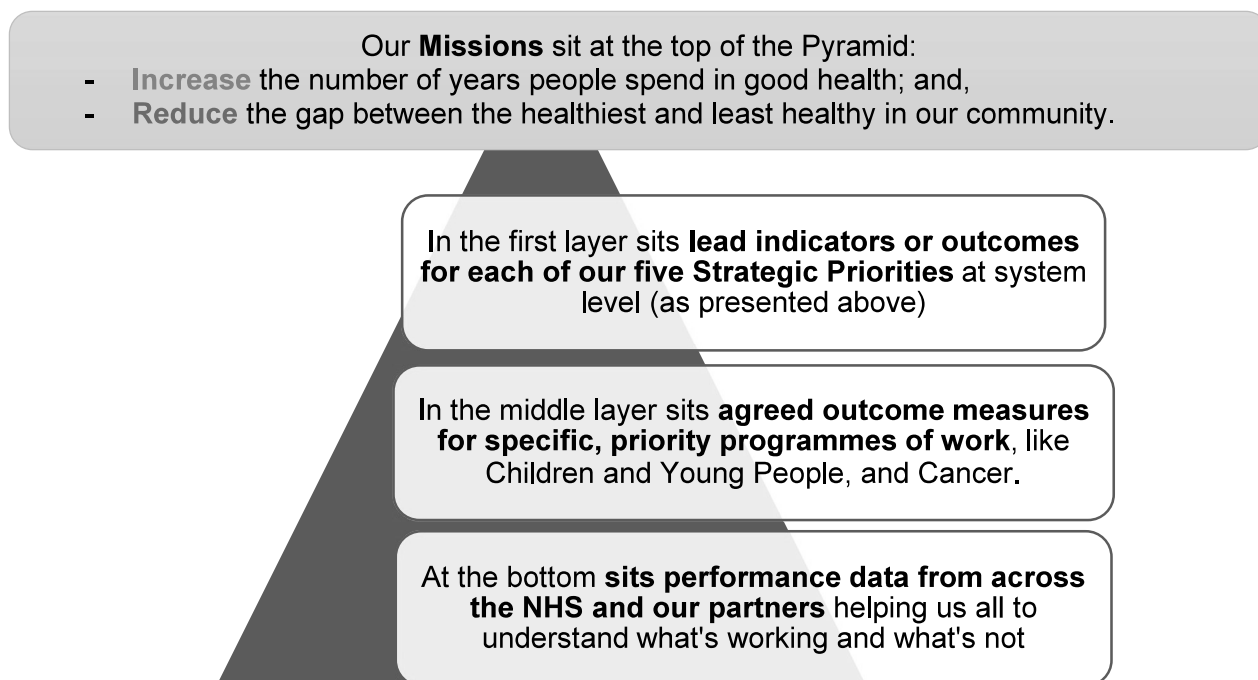 Our Missions sit at the top of the Pyramid:
- Increase the number of years people spend in good health; and,
- Reduce the gap between the healthiest and least healthy in our community.
In the first layer sits lead indicators or outcomes
for each of our five Strategic Priorities at system
level (as presented above)
In the middle layer sits agreed outcome measures
for specific, priority programmes of work, like
Children and Young People, and Cancer.
At the bottom sits performance data from across
the NHS and our partners helping us all to
understand what's working and what's not